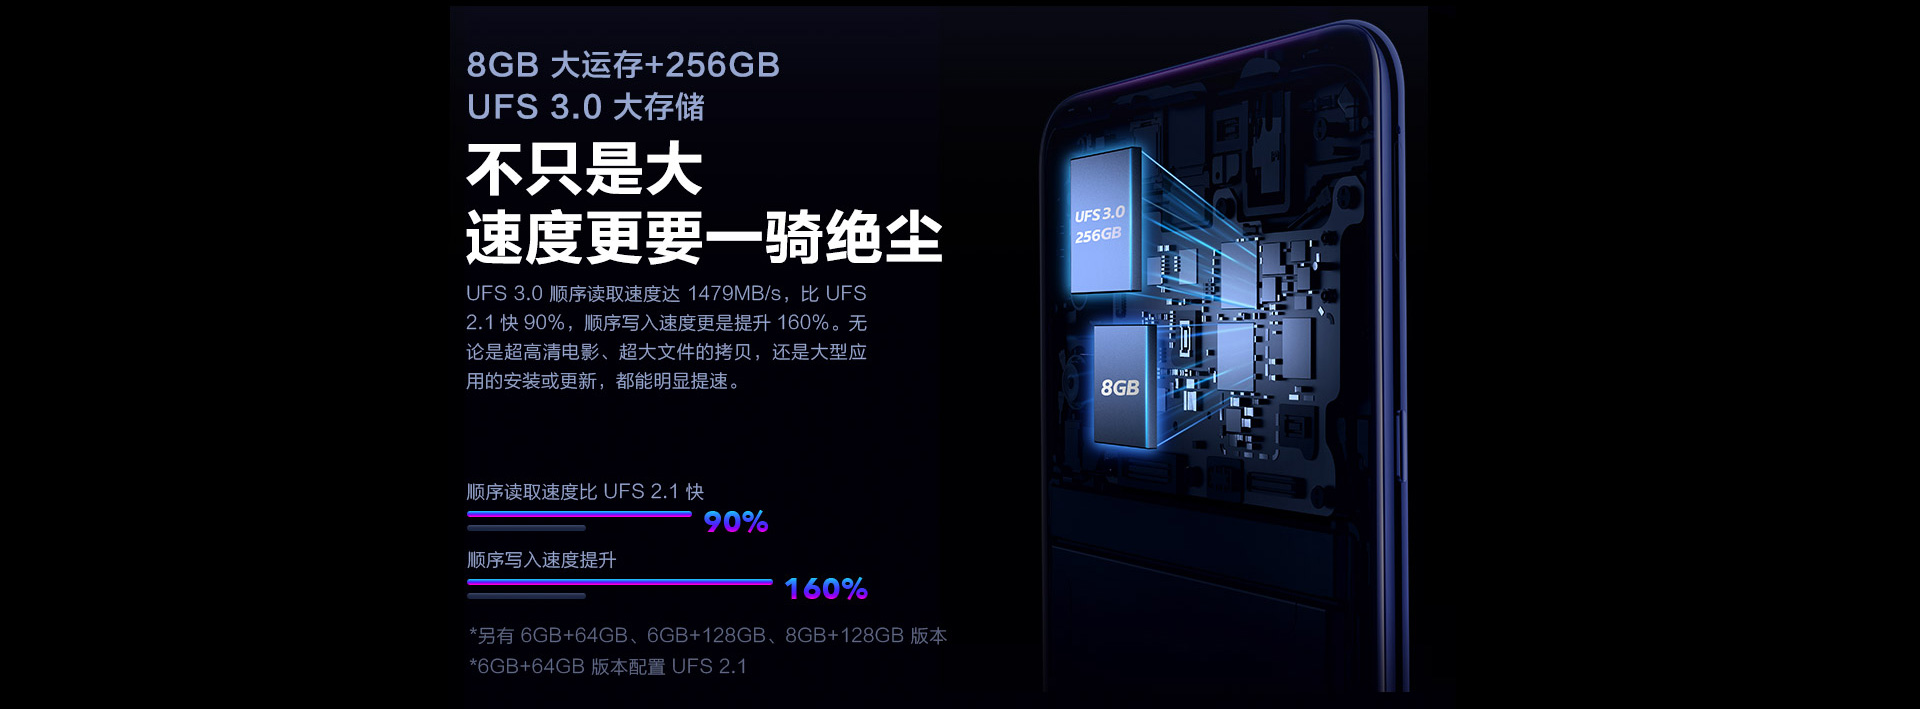 8GB 大运存+256GB
UFS 3.0 大存储
不只是大
速度更要一骑绝尘
UFS 3.0 顺序读取速度达 1479MB/s，比 UFS
2.1 快 90%，顺序写入速度更是提升 160%。无
论是超高清电影、超大文件的拷贝，还是大型应
用的安装或更新，都能明显提速。
顺序读取速度比 UFS 2.1 快
90%
顺序写入速度提升
160%
*另有 6GB+64GB、6GB+128GB、8GB+128GB 版本
*6GB+64GB 版本配置 UFS 2.1
UFS 3.0
256GB
8GB